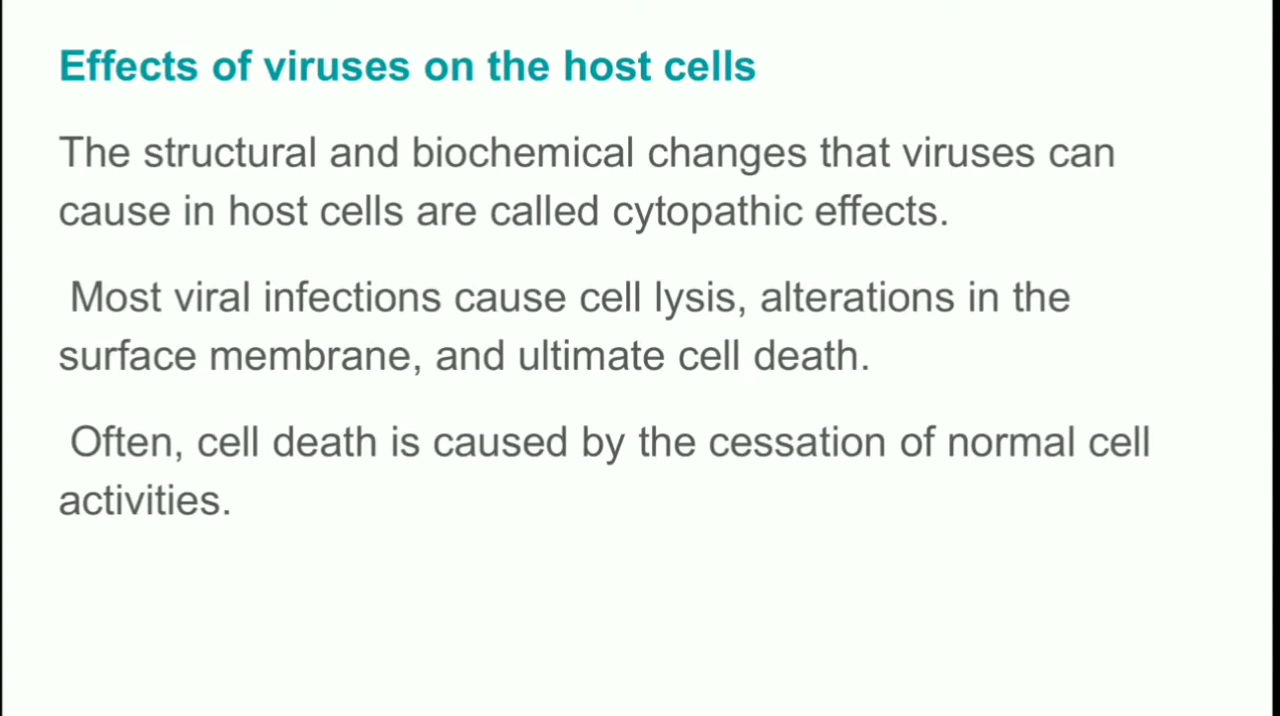 Effects of viruses on the host cells
The structural and biochemical changes that viruses can
cause in host cells are called cytopathic effects.
Most viral infections cause cell lysis, alterations in the
surface membrane, and ultimate cell death.
Often, cell death is caused by the cessation of normal cell
activities.